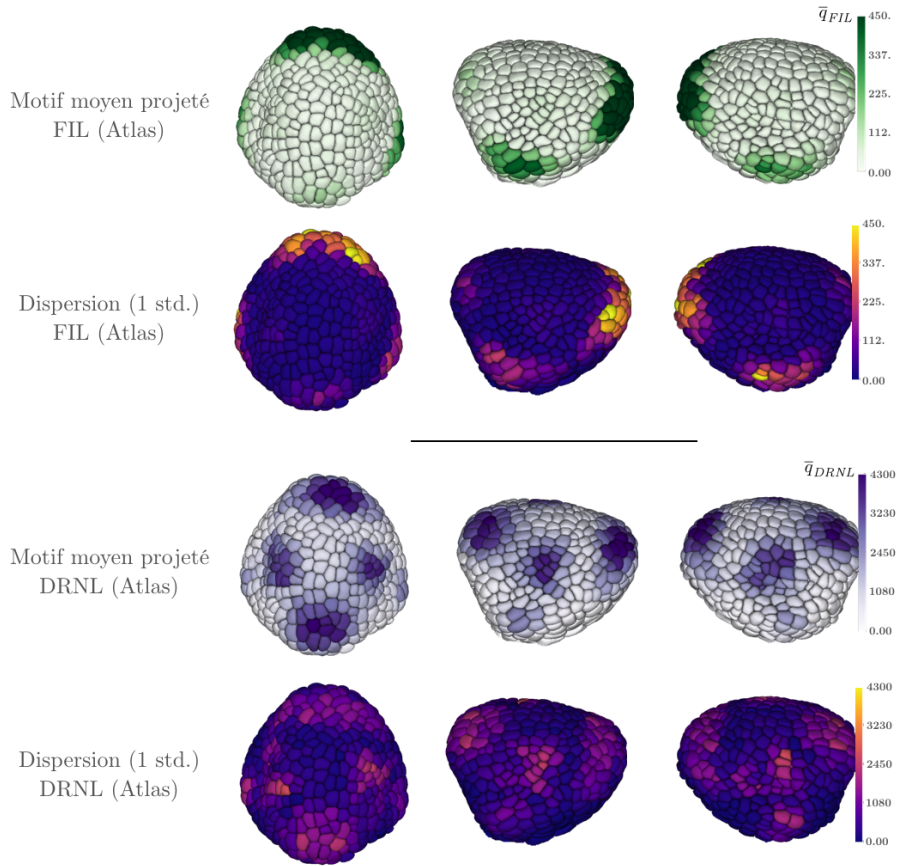 q̅FIL
450.
337.
225.
112.
0.00
Motif moyen projeté
FIL (Atlas)
450.
337.
225.
112.
0.00
Dispersion (1 std.)
FIL (Atlas)
q̅DRNL
4300
3230
2450
1080
0.00
Motif moyen projeté
DRNL (Atlas)
4300
3230
2450
1080
0.00
Dispersion (1 std.)
DRNL (Atlas)